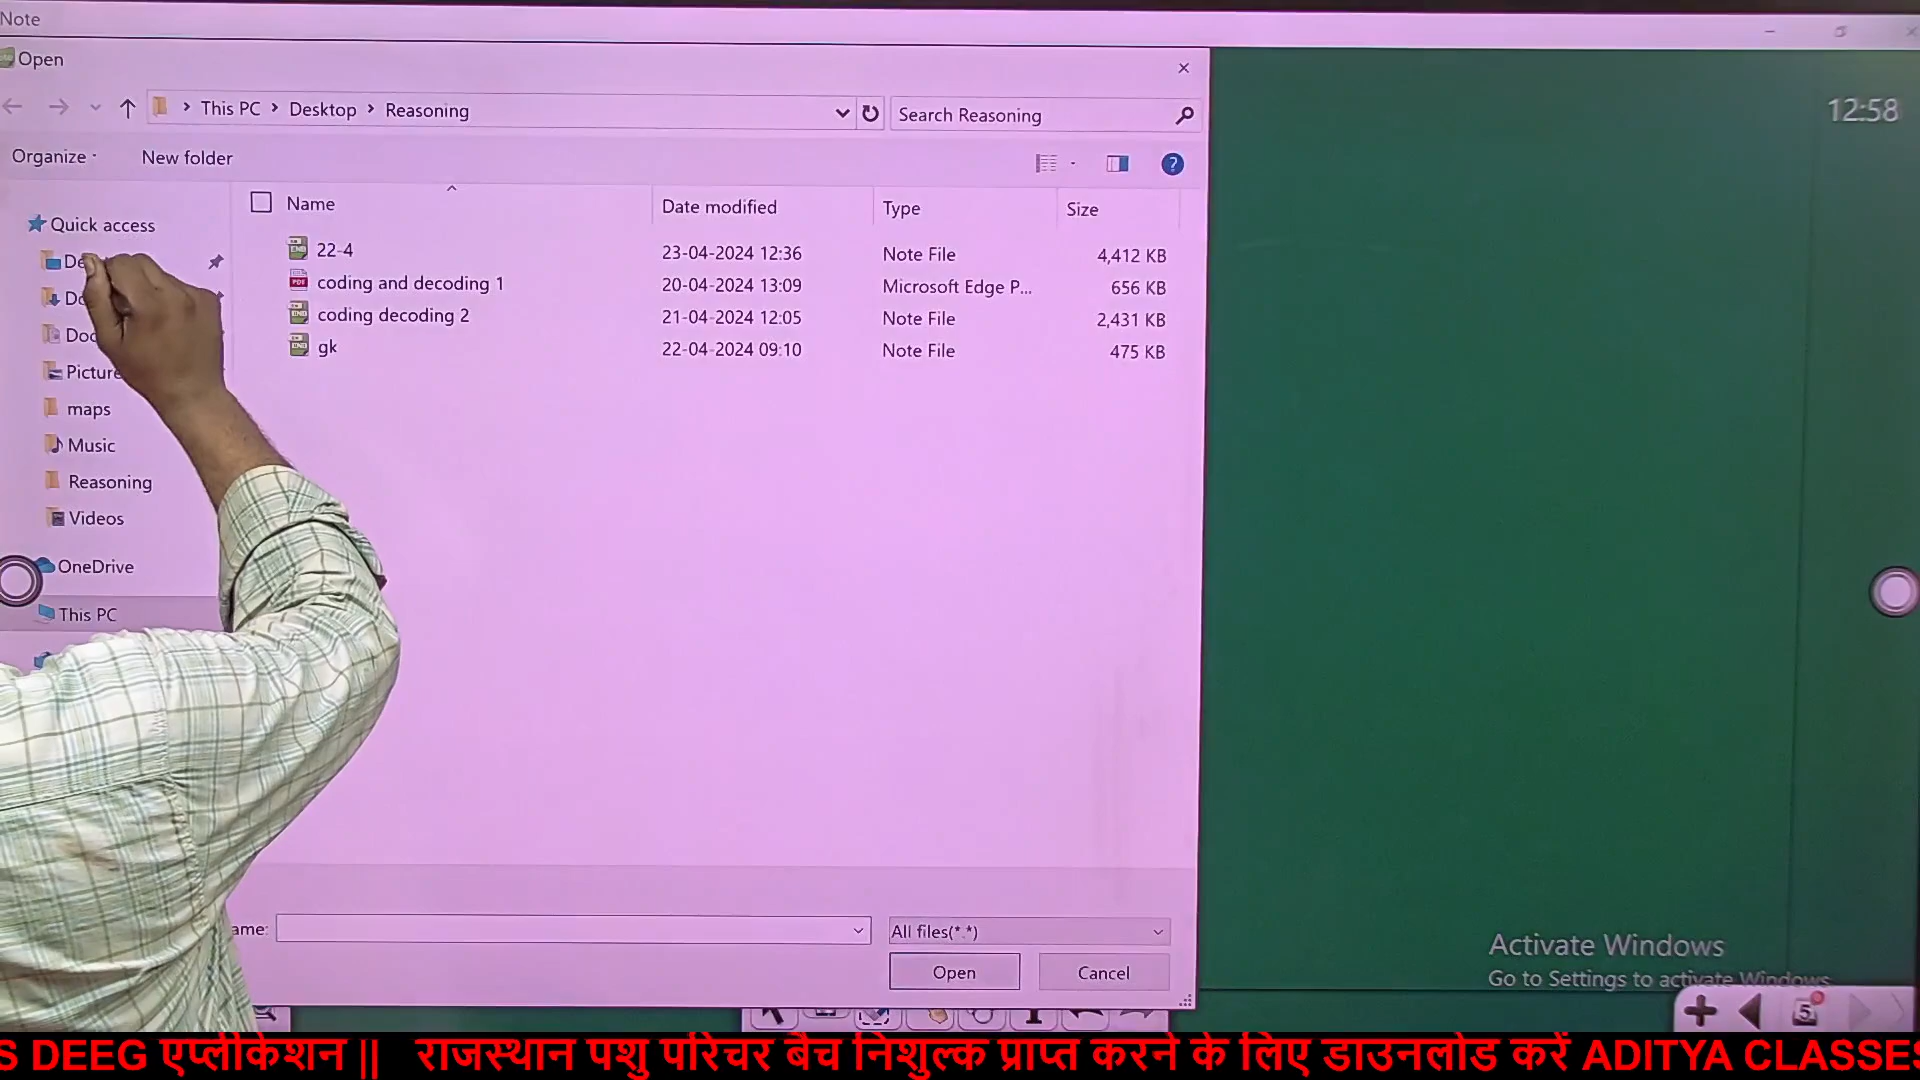 Note
Open
This PC > Desktop > Reasoning
Search Reasoning
12:58
Organize
New folder
Name
Date modified
Type
Size
Quick access
22-4
23-04-2024 12:36
Note File
4,412 KB
coding and decoding 1
20-04-2024 13:09
Microsoft Edge P...
656 KB
coding decoding 2
21-04-2024 12:05
Note File
2,431 KB
gk
22-04-2024 09:10
Note File
475 KB
Picture
maps
Music
Reasoning
Videos
OneDrive
This PC
ame:
All files(*.*)
Open
Cancel
Activate Windows
Go to Settings to activate Windows.
5
S DEEG एप्लीकेशन || राजस्थान पशु परिचर बैच निशुल्क प्राप्त करने के लिए डाउनलोड करें ADITYA CLASSES